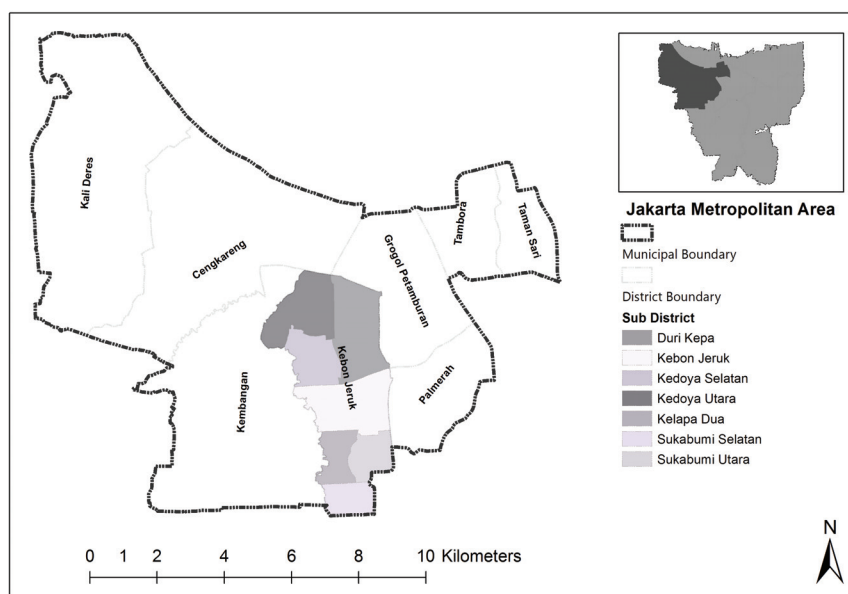 Kali Deres
Cengkareng
Kembangan
Kebon Jeruk
Grogol Petamburan
Palmerah
Tambora
Taman Sari
Jakarta Metropolitan Area
Municipal Boundary
District Boundary
Sub District
Duri Kepa
Kebon Jeruk
Kedoya Selatan
Kedoya Utara
Kelapa Dua
Sukabumi Selatan
Sukabumi Utara
0 1 2 4 6 8 10 Kilometers
N